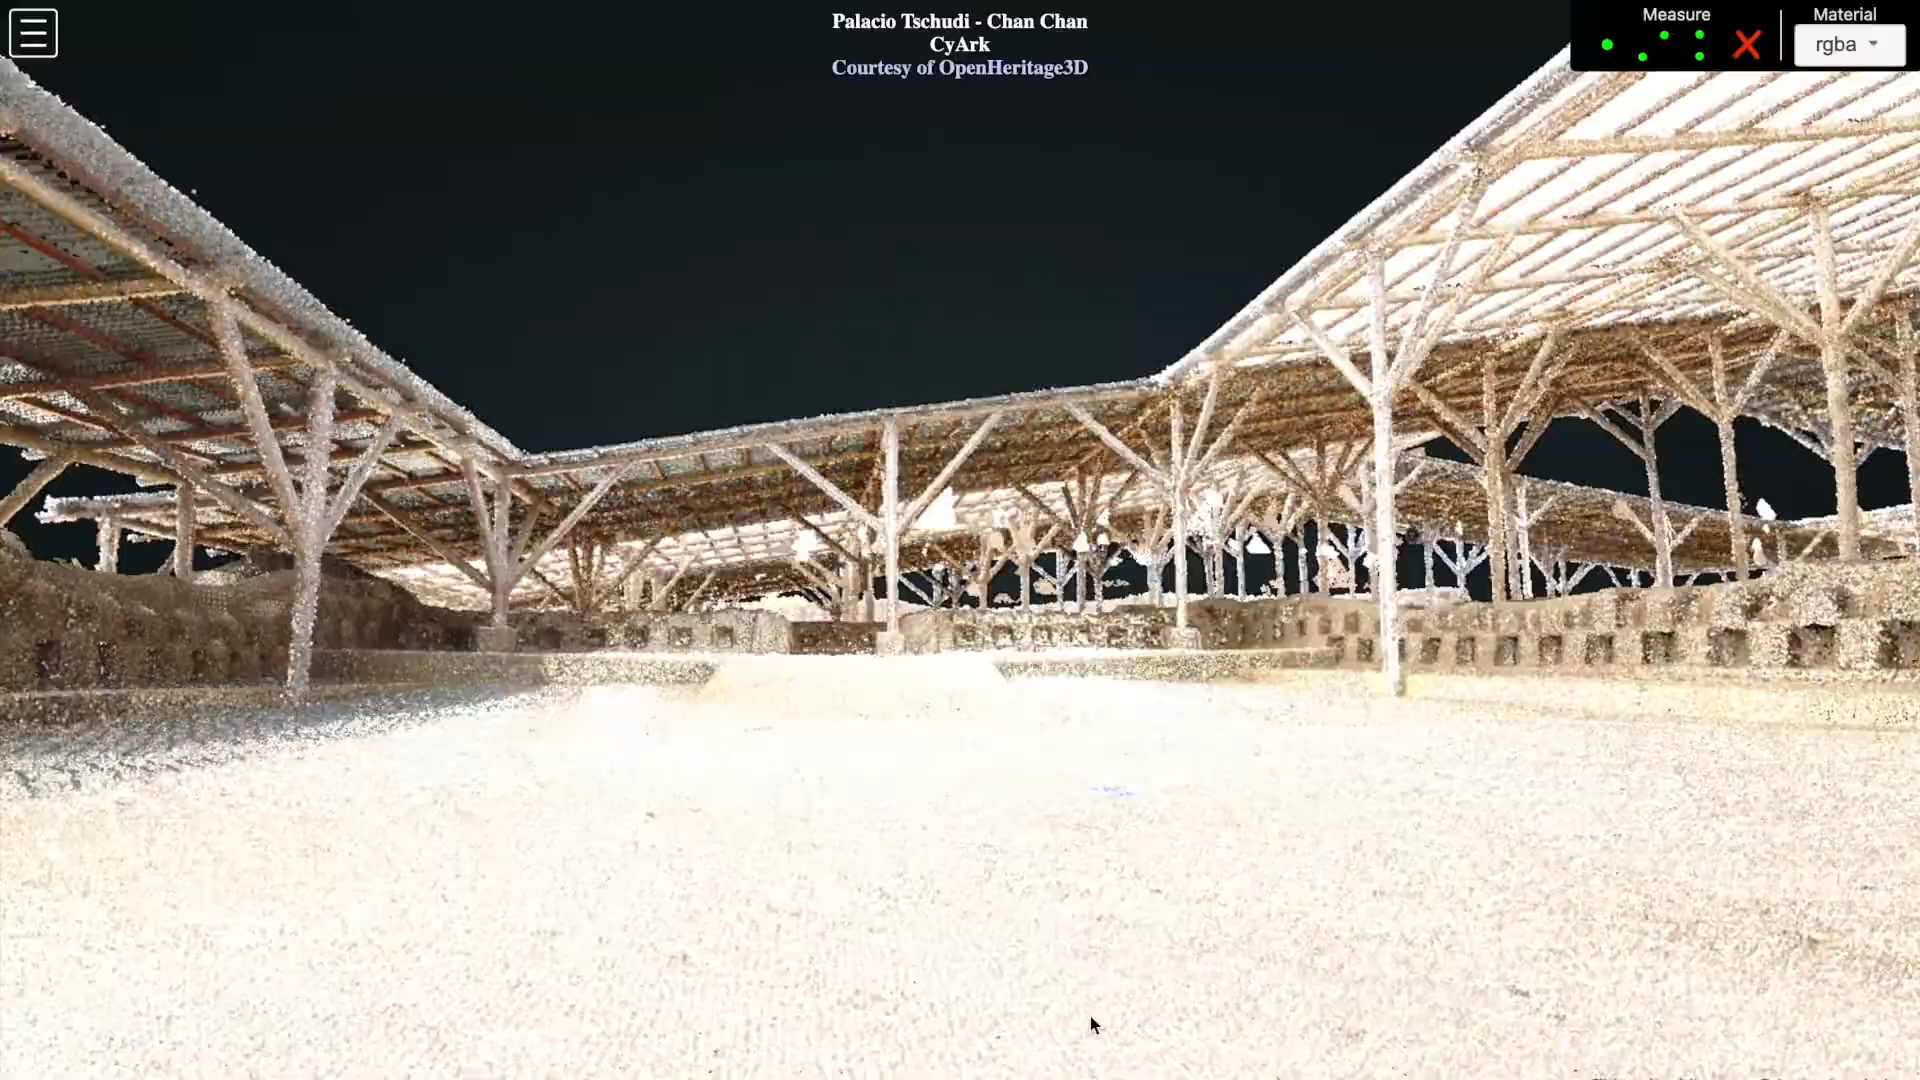 Palacio Tschudi - Chan Chan
CyArk
Courtesy of OpenHeritage3D
Measure
Material
rgba